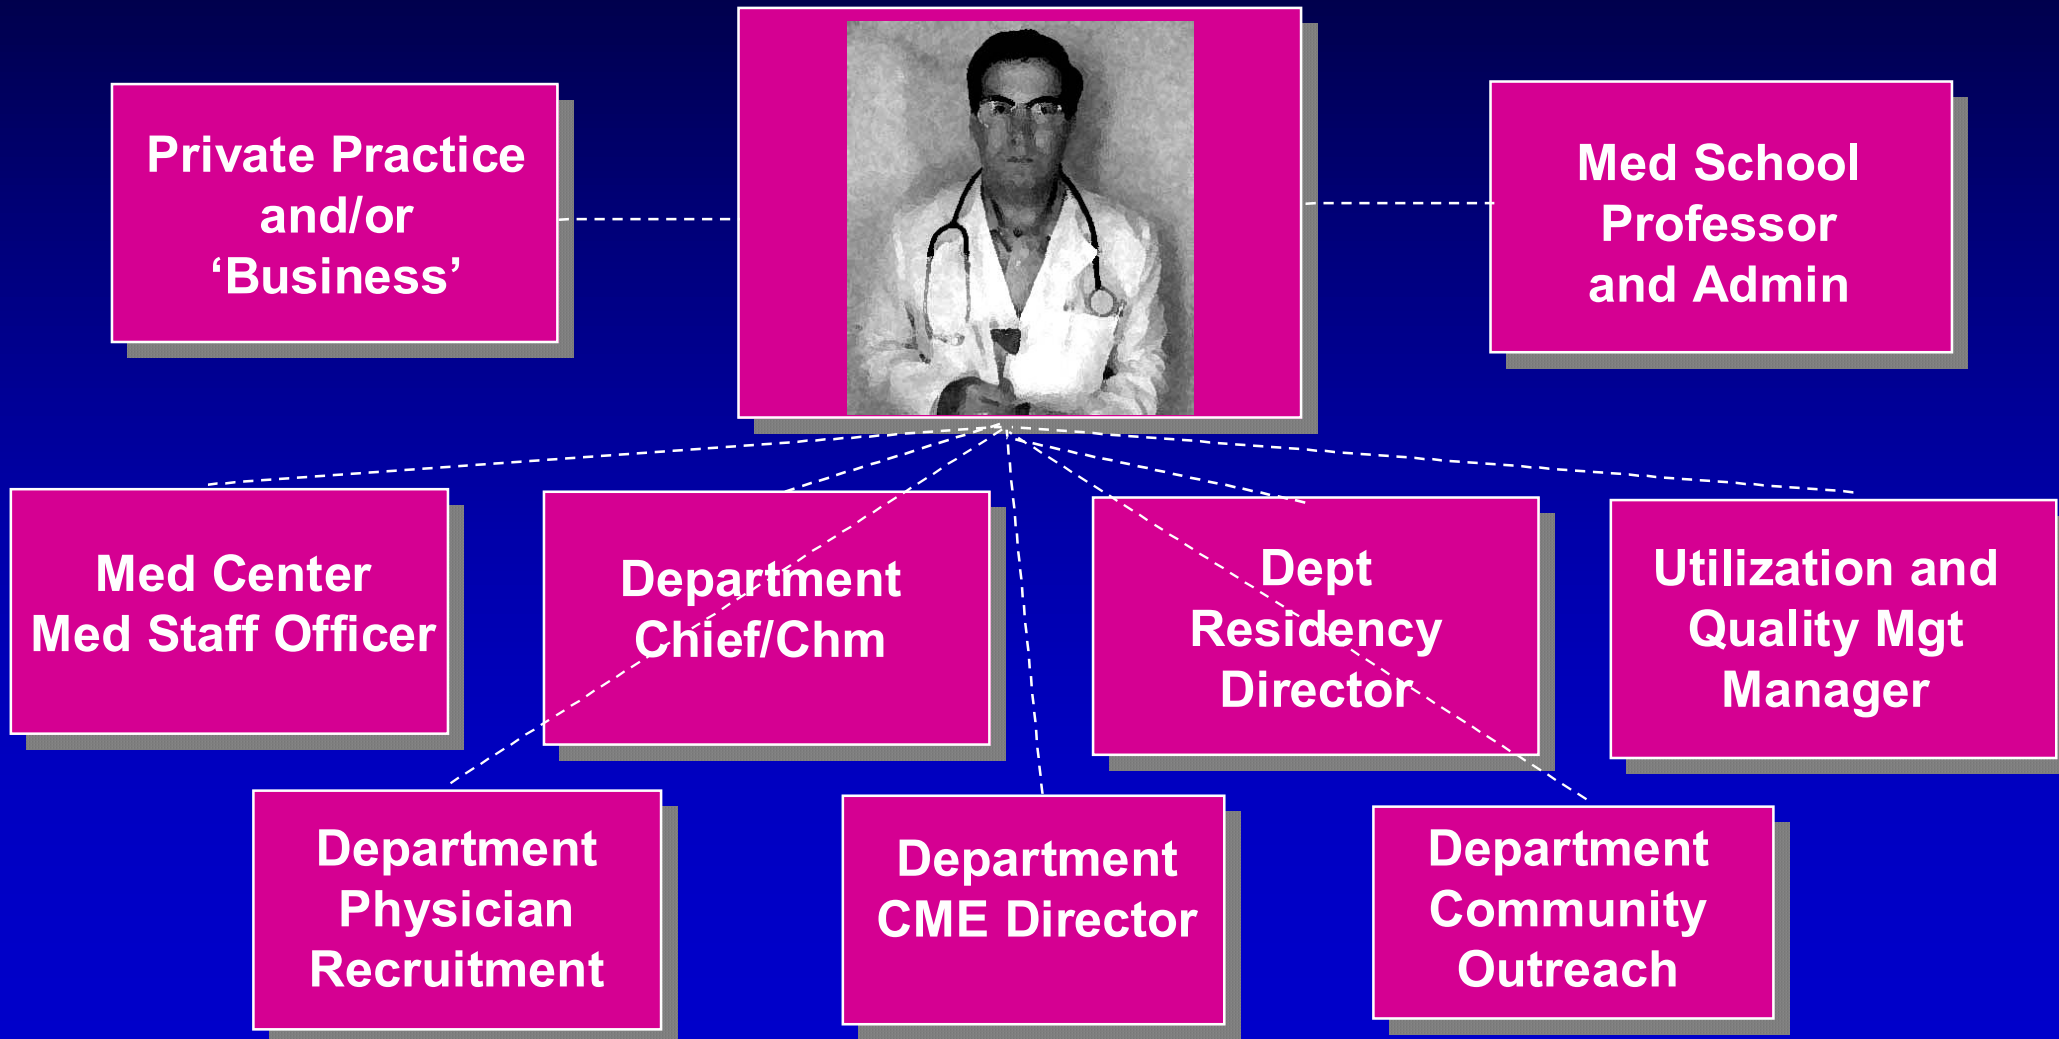 Private Practice
and/or
‘Business’
Med School
Professor
and Admin
Med Center
Med Staff Officer
Department
Chief/Chm
Dept
Residency
Director
Utilization and
Quality Mgt
Manager
Department
Physician
Recruitment
Department
CME Director
Department
Community
Outreach